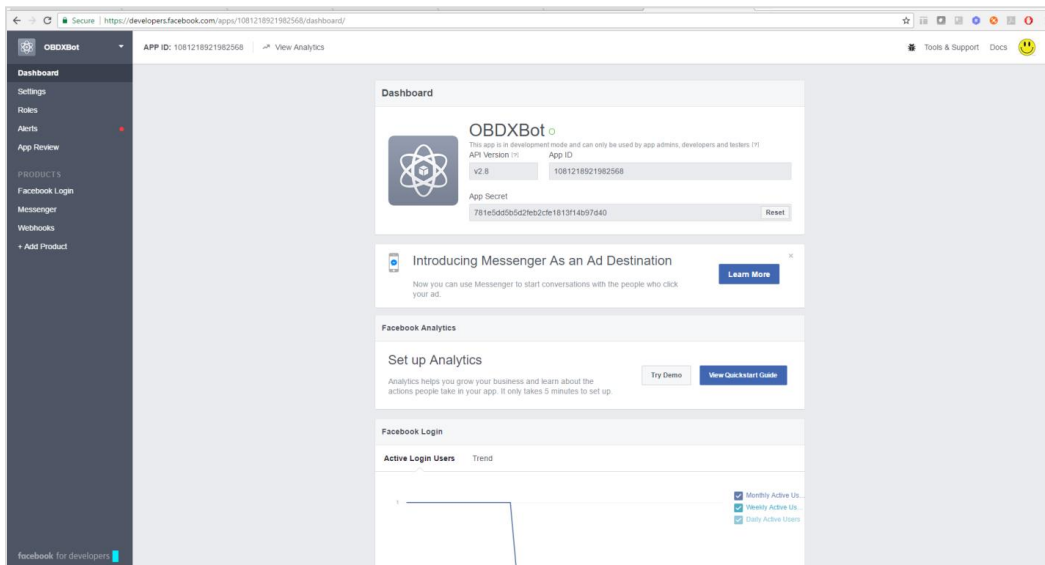 Secure | https://developers.facebook.com/apps/1081218921982568/dashboard/
OBDXBot
APP ID: 1081218921982568
View Analytics
Tools & Support
Docs
Dashboard
Settings
Roles
Alerts
App Review
PRODUCTS
Facebook Login
Messenger
Webhooks
+ Add Product
facebook for developers
Dashboard
OBDXBot
This app is in development mode and can only be used by app admins, developers and testers [?]
API Version [?]
App ID
v2.8
1081218921982568
App Secret
781e5dd5b5d2feb2cfe1813f14b97d40
Reset
Introducing Messenger As an Ad Destination
Now you can use Messenger to start conversations with the people who click
your ad.
Learn More
Facebook Analytics
Set up Analytics
Analytics helps you grow your business and learn about the
actions people take in your app. It only takes 5 minutes to set up.
Try Demo
View Quickstart Guide
Facebook Login
Active Login Users
Trend
1
Monthly Active Us...
Weekly Active Us...
Daily Active Users